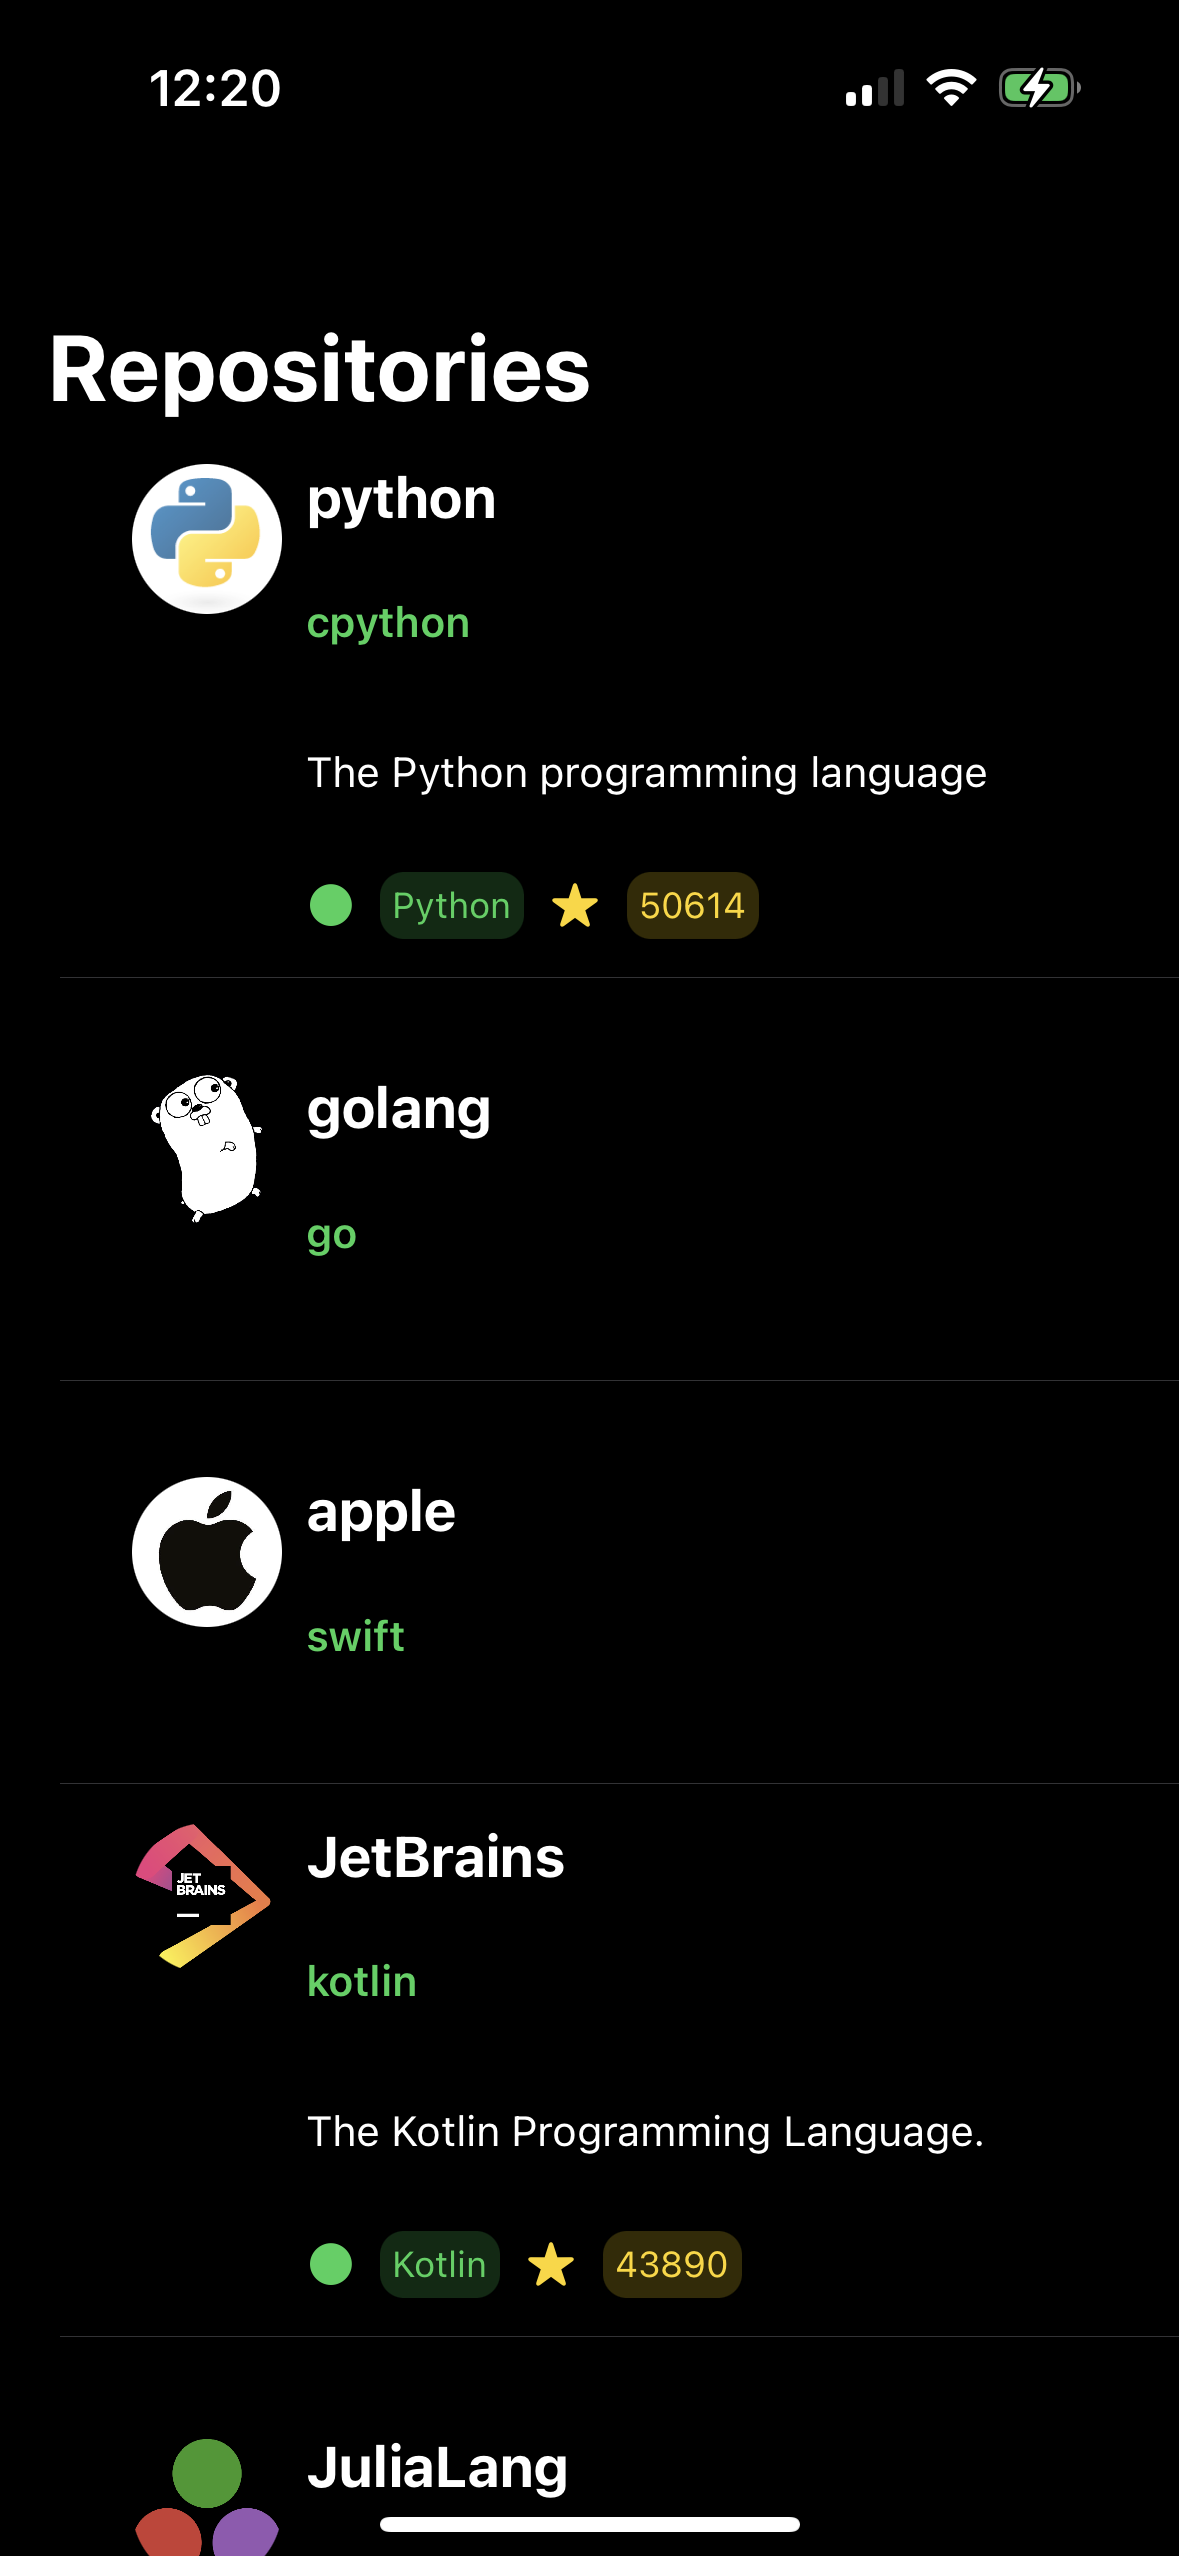 12:20
Repositories
python
cpython
The Python programming language
Python 50614
golang
go
apple
swift
JET
BRAINS
JetBrains
kotlin
The Kotlin Programming Language.
Kotlin 43890
JuliaLang